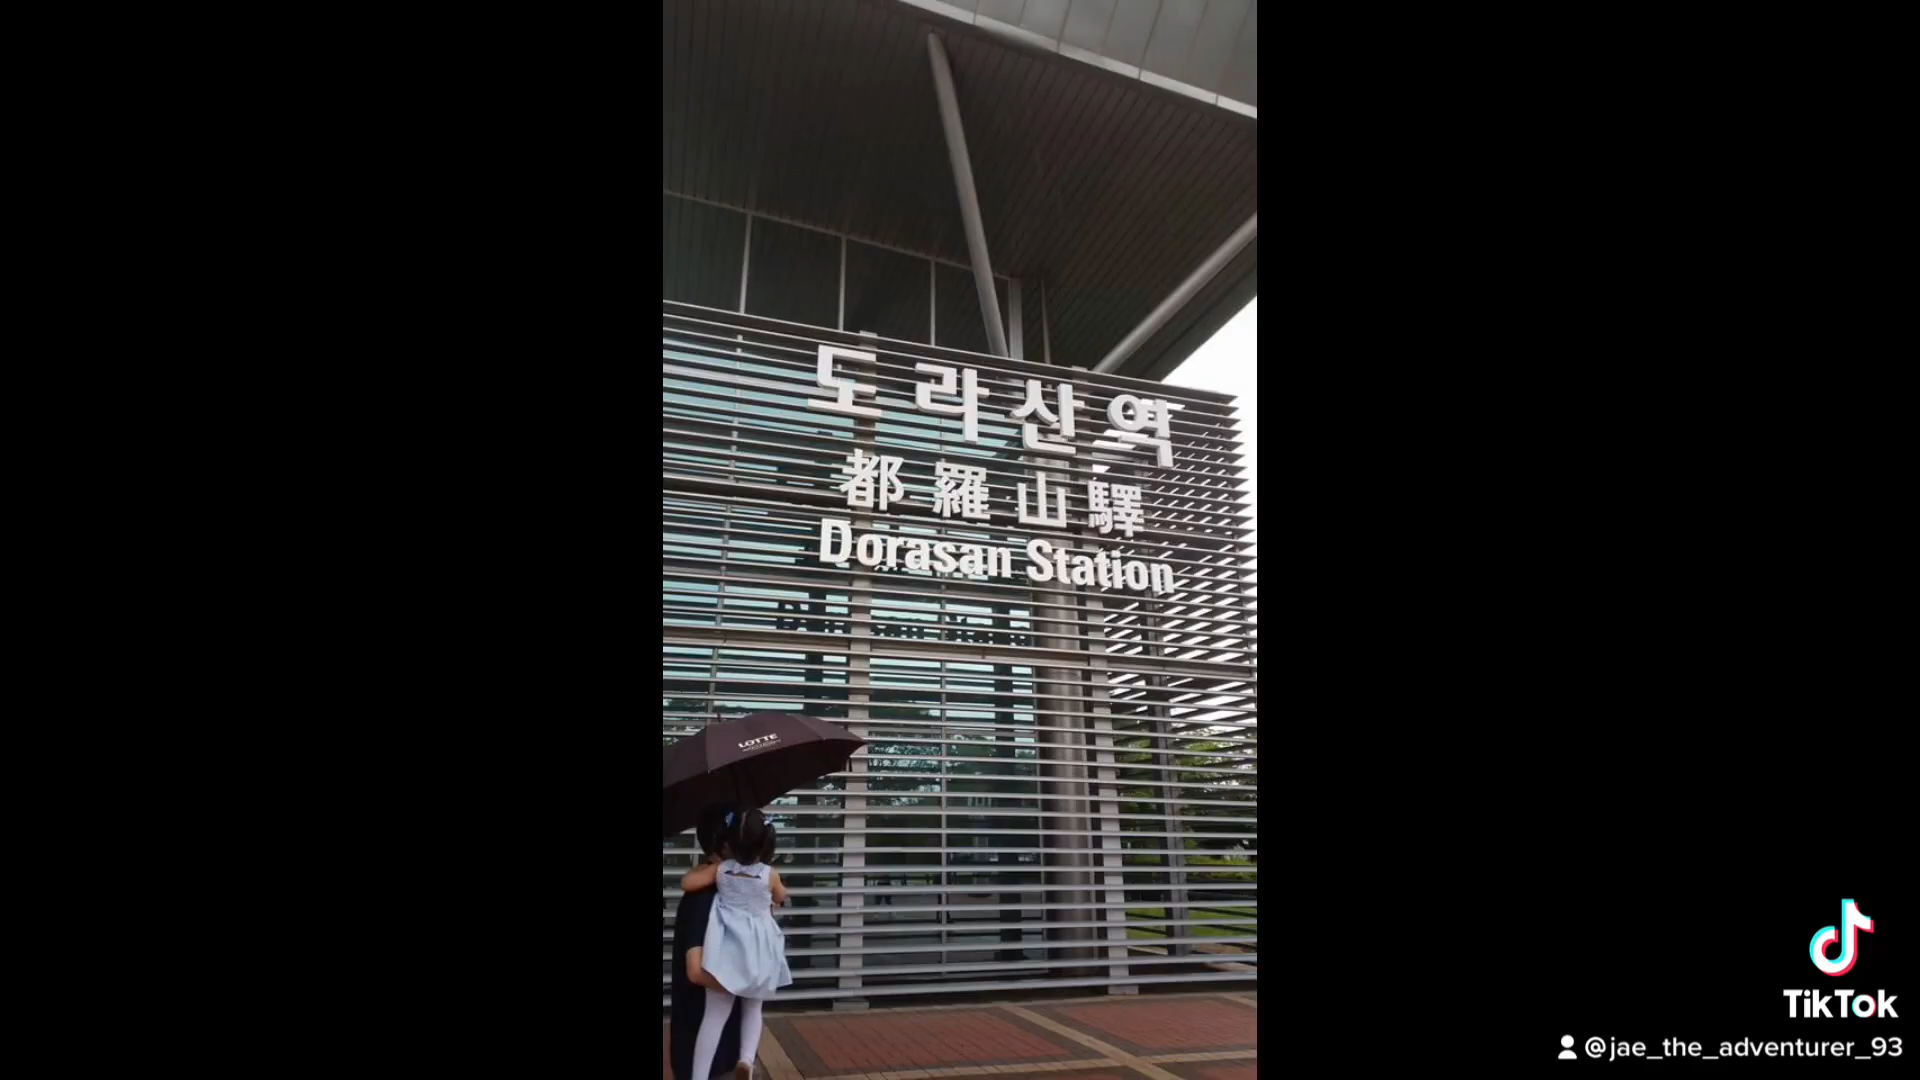 도라산역
都羅山驛
Dorasan Station
LOTTE
TikTok
@jae_the_adventurer_93